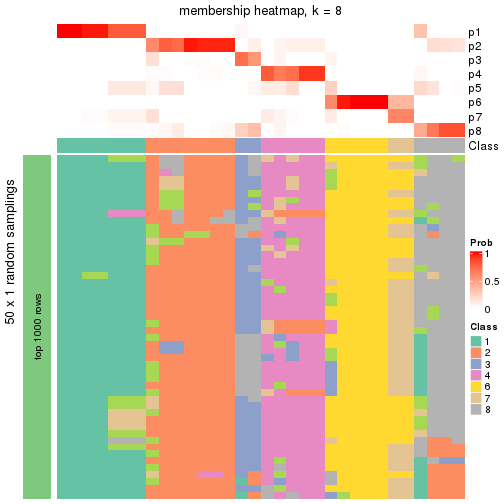 membership heatmap, k = 8
p1
p2
p3
p4
p5
p6
p7
p8
Class
50 x 1 random samplings
top 1000 rows
Prob
1
0.5
0
Class
1
2
3
4
6
7
8